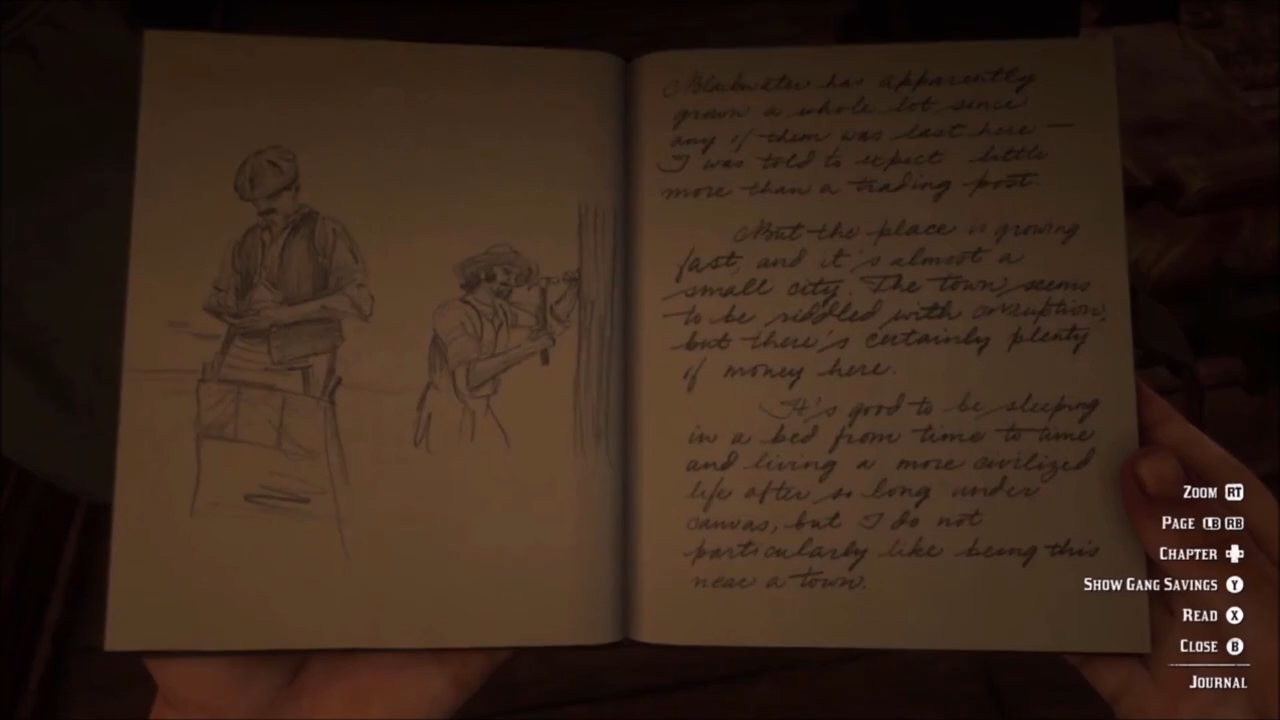 Blackwater has apparently
grown a whole lot since
any of them was last here —
I was told to expect little
more than a trading post.
But the place is growing
fast, and it's almost a
small city. The town seems
to be riddled with corruption,
but there's certainly plenty
of money here.
It's good to be sleeping
in a bed from time to time
and living a more civilized
life after so long under
canvas, but I do not
particularly like being this
near a town.
ZOOM RT
PAGE LB RB
CHAPTER
SHOW GANG SAVINGS Y
READ X
CLOSE B
JOURNAL